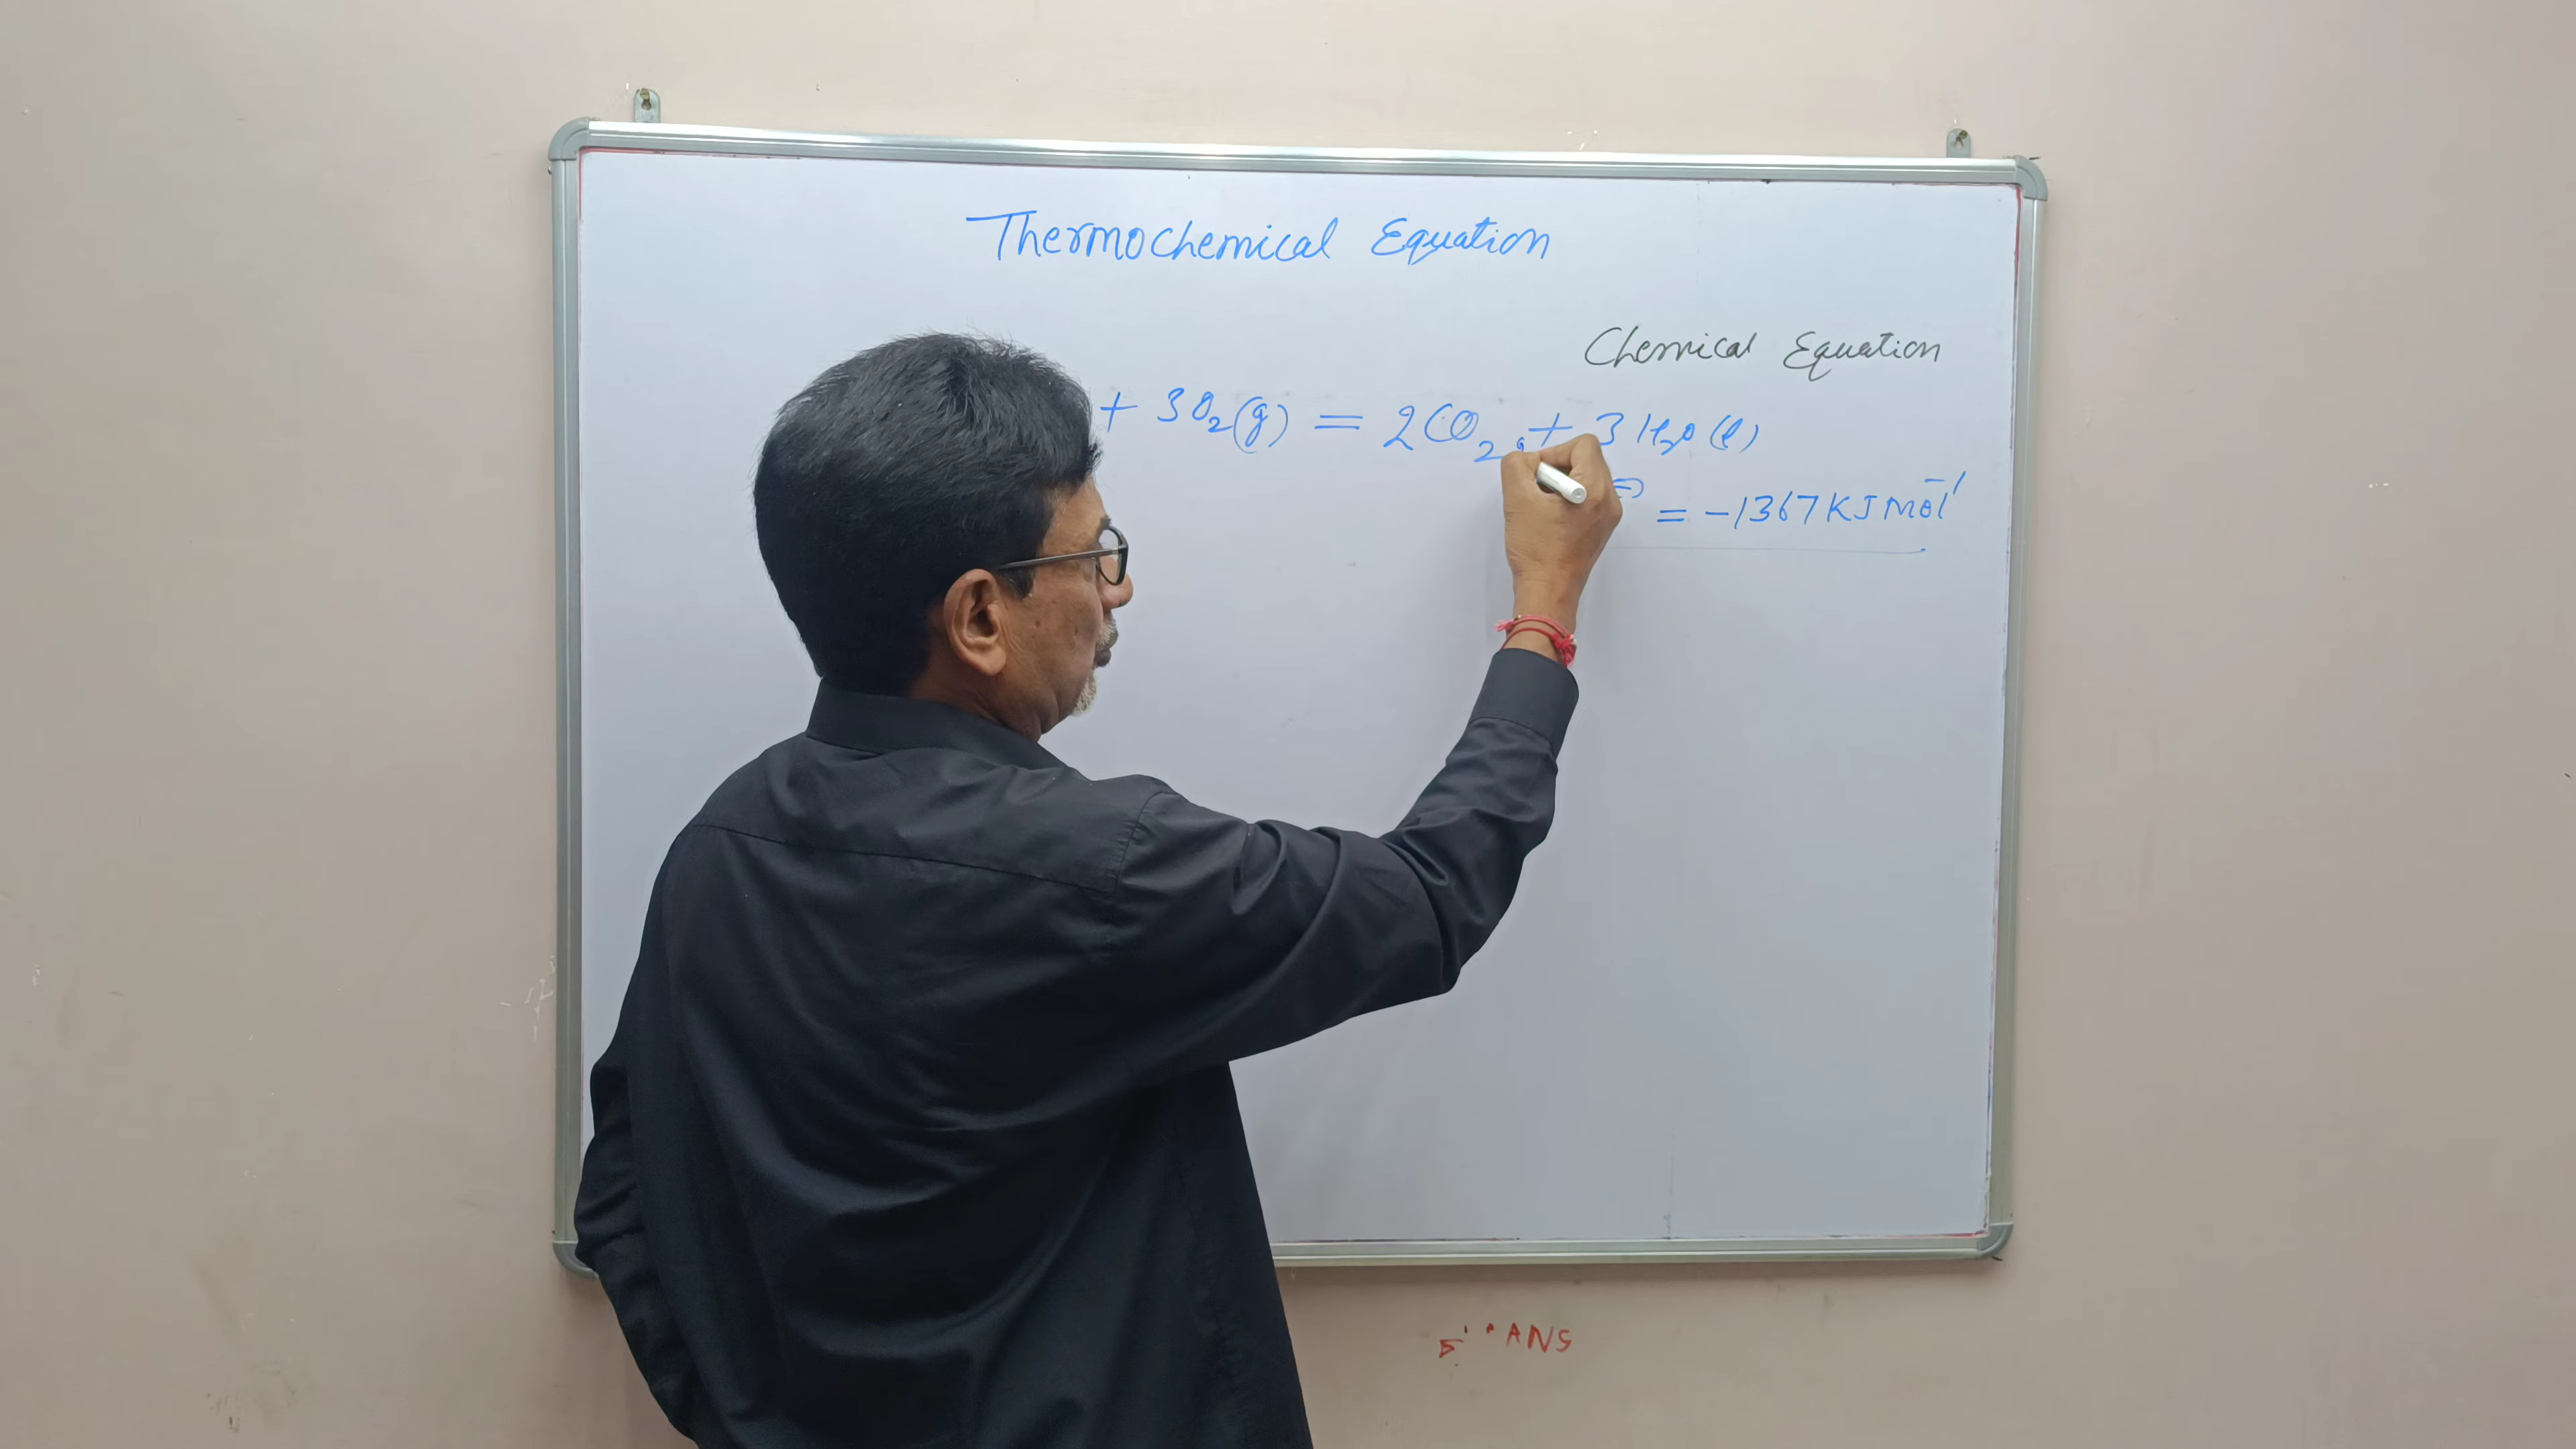 Thermochemical Equation
Chemical Equation
+ 3O₂(g) = 2CO₂ + 3H₂O(l)
= -1367 KJ Mol⁻¹
ANS